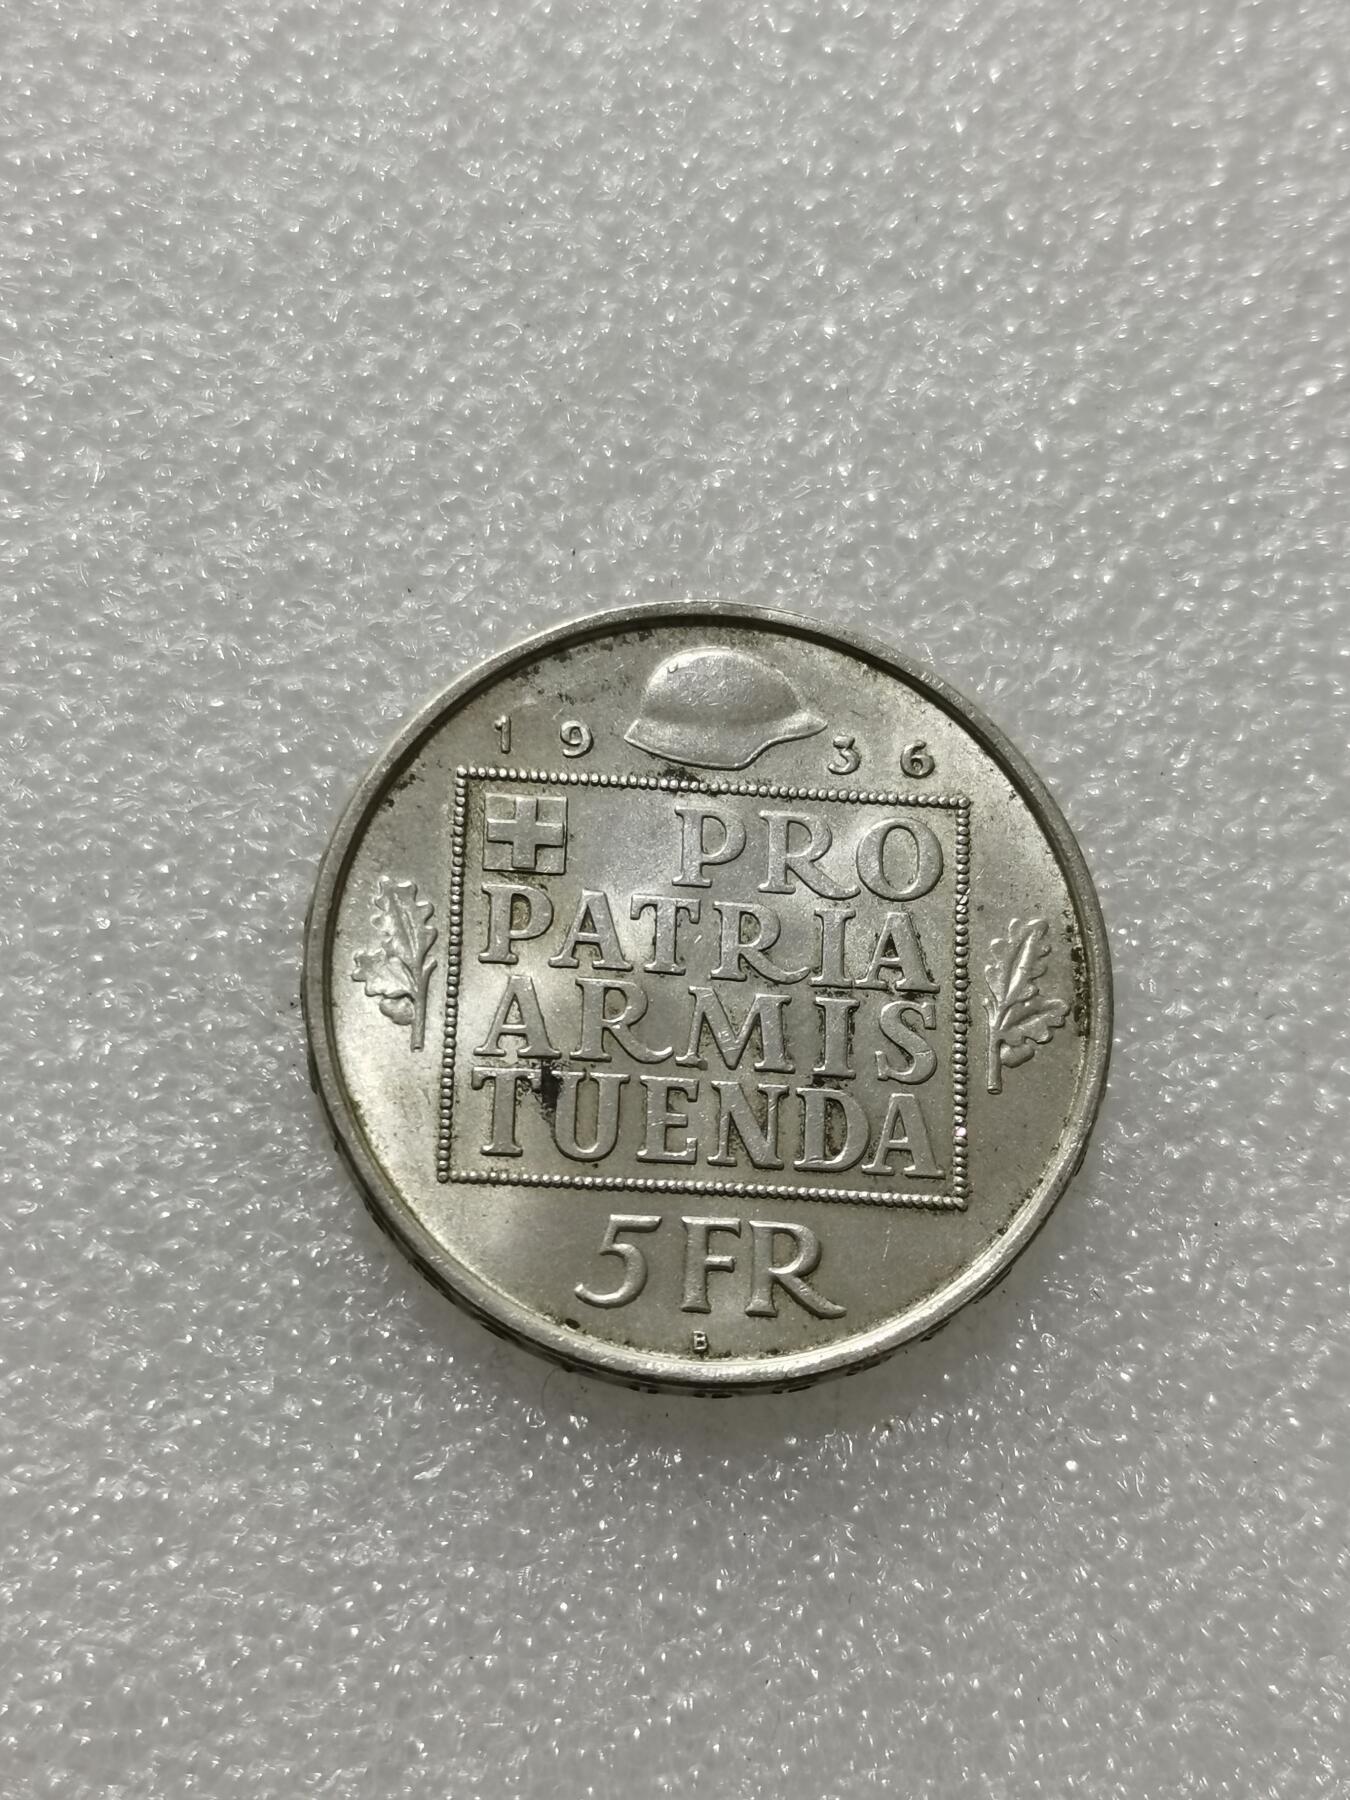 1936
PRO
PATRIA
ARMIS
TUENDA
5 FR
B